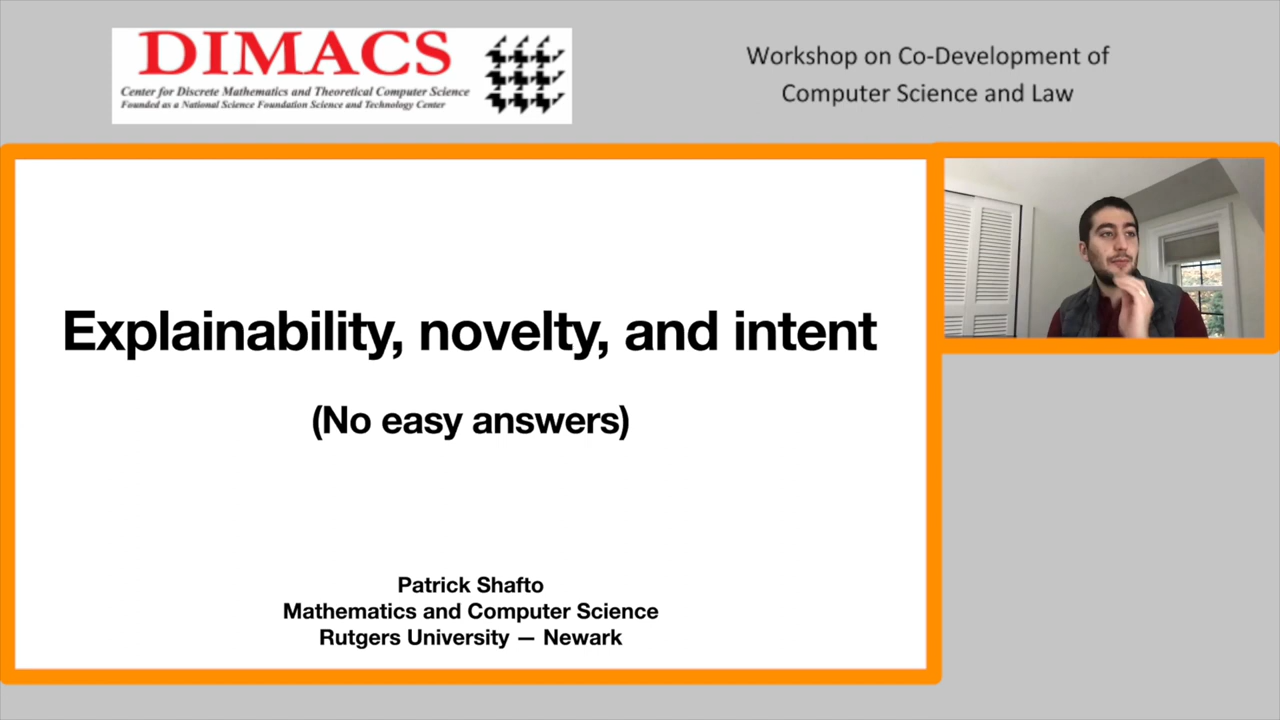 DIMACS
Center for Discrete Mathematics and Theoretical Computer Science
Founded as a National Science Foundation Science and Technology Center
Workshop on Co-Development of
Computer Science and Law
Explainability, novelty, and intent
(No easy answers)
Patrick Shafto
Mathematics and Computer Science
Rutgers University — Newark